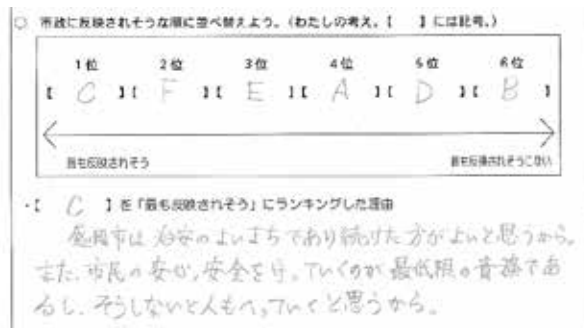 市政に反映されそうな順に並べ替えよう。(わたしの考え。【 】には記号。)
1位 2位 3位 4位 5位 6位
【 C 】【 F 】【 E 】【 A 】【 D 】【 B 】
最も反映されそう 最も反映されそうにない
・【 C 】を「最も反映されそう」にランキングした理由
市は 治安のよいまちであり続けた方がよいと思うから。
また、市民の安心、安全を守っていくのが最低限の責務であ
るし、そうしないと人もへっていくと思うから。